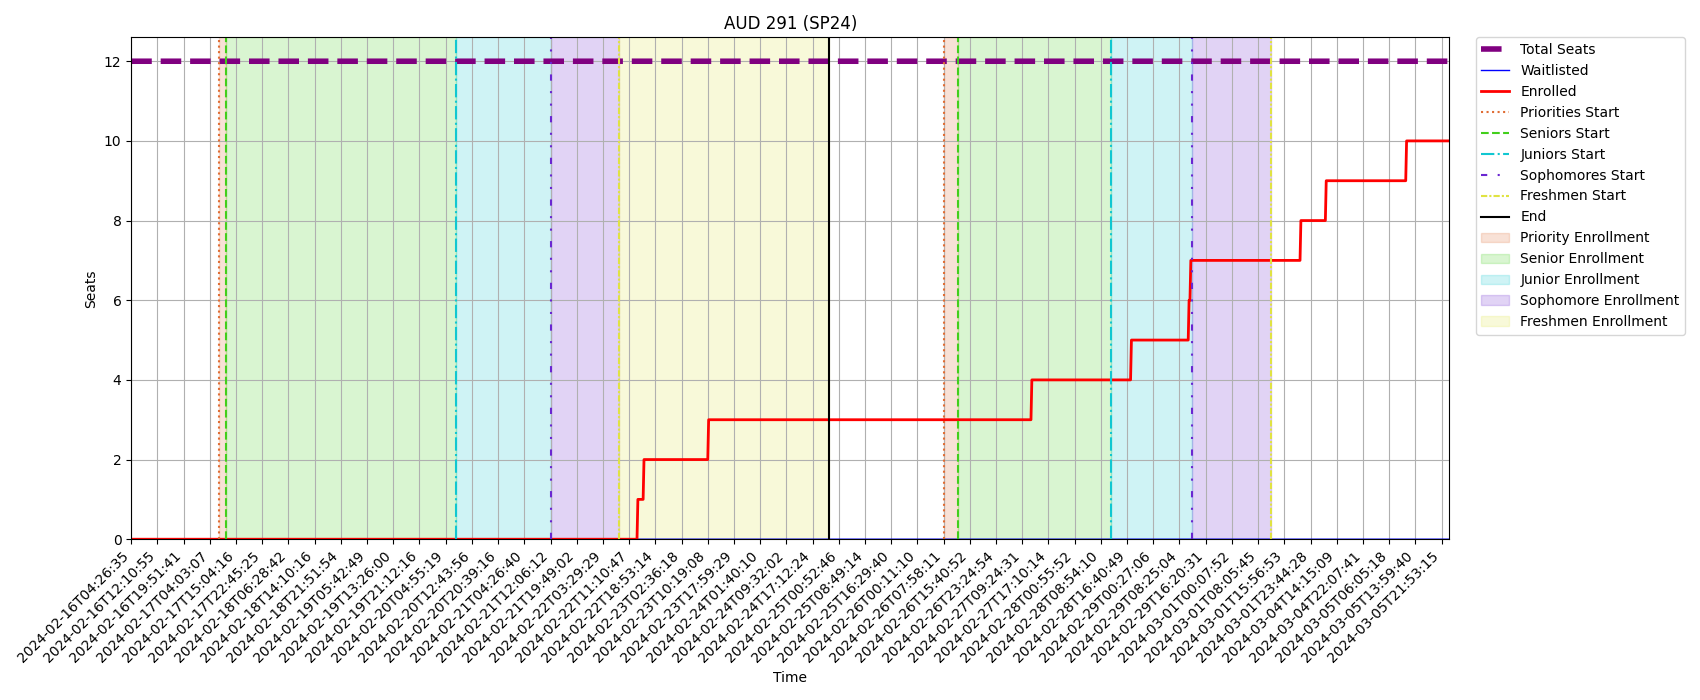 AUD 291 (SP24)
12
10
8
6
4
2
0
Seats
2024-02-16T04:26:35
2024-02-16T12:10:55
2024-02-16T19:51:41
2024-02-17T04:03:07
2024-02-17T15:04:16
2024-02-17T22:45:25
2024-02-18T06:28:42
2024-02-18T14:10:16
2024-02-18T21:51:54
2024-02-19T05:42:49
2024-02-19T13:26:00
2024-02-19T21:12:16
2024-02-20T04:55:19
2024-02-20T12:43:56
2024-02-20T20:39:16
2024-02-21T04:26:40
2024-02-21T12:06:12
2024-02-21T19:49:02
2024-02-22T03:29:29
2024-02-22T11:10:47
2024-02-22T18:53:14
2024-02-23T02:36:18
2024-02-23T10:19:08
2024-02-23T17:59:29
2024-02-24T01:40:10
2024-02-24T09:32:02
2024-02-24T17:12:24
2024-02-25T00:52:46
2024-02-25T08:49:14
2024-02-25T16:29:40
2024-02-26T00:11:10
2024-02-26T07:58:11
2024-02-26T15:40:52
2024-02-26T23:24:54
2024-02-27T09:24:31
2024-02-27T17:10:14
2024-02-28T00:55:52
2024-02-28T08:54:10
2024-02-28T16:40:49
2024-02-29T00:27:06
2024-02-29T08:25:04
2024-02-29T16:20:31
2024-03-01T00:07:52
2024-03-01T08:05:45
2024-03-01T15:56:53
2024-03-01T23:44:28
2024-03-04T14:15:09
2024-03-04T22:07:41
2024-03-05T06:05:18
2024-03-05T13:59:40
2024-03-05T21:53:15
Time
Total Seats
Waitlisted
Enrolled
Priorities Start
Seniors Start
Juniors Start
Sophomores Start
Freshmen Start
End
Priority Enrollment
Senior Enrollment
Junior Enrollment
Sophomore Enrollment
Freshmen Enrollment